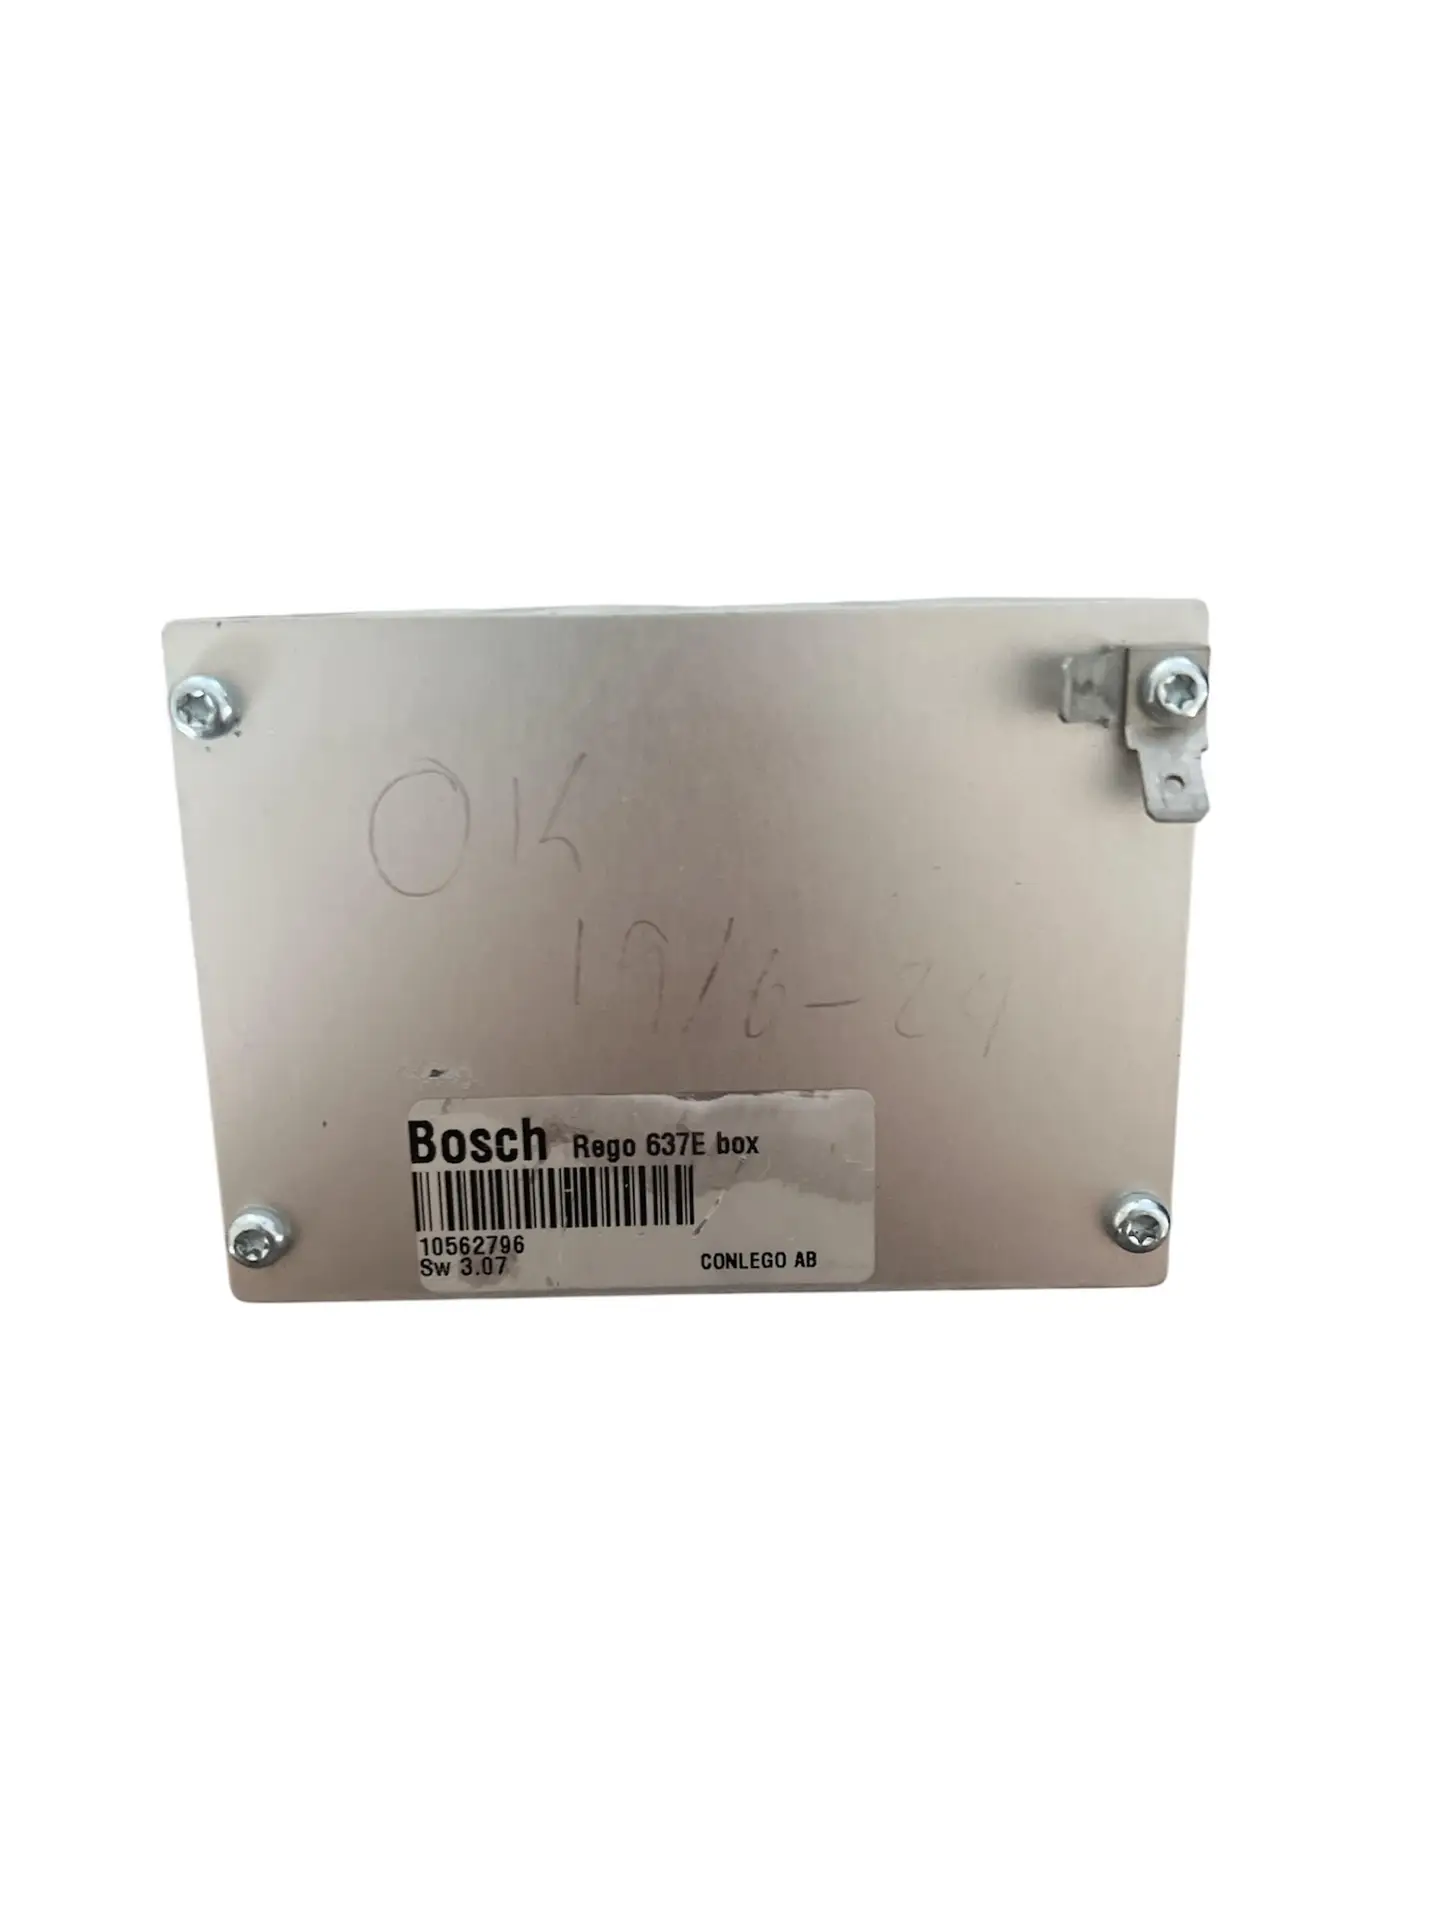 OK
19/6-24
Bosch Rego 637E box
10562796
Sw 3.07 CONLEGO AB